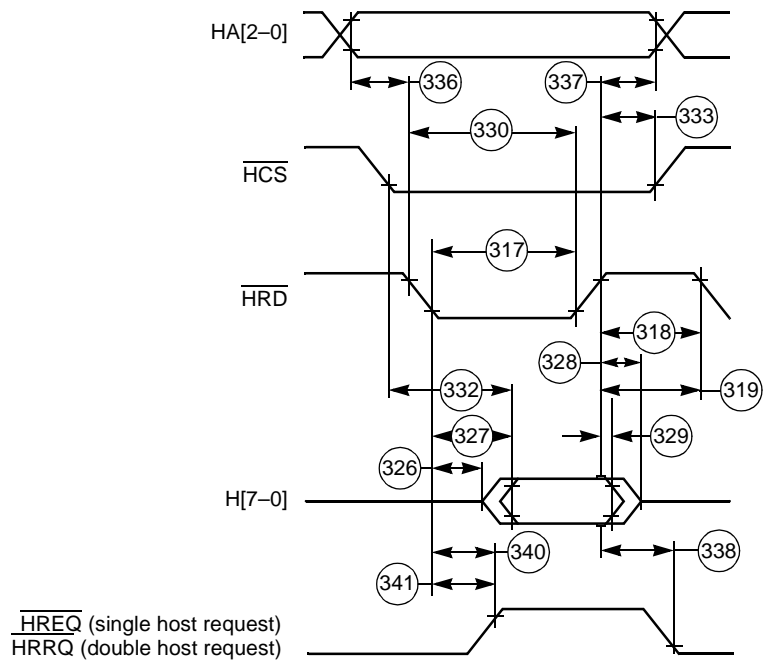 HA[2–0]
336
337
333
330
HCS
317
HRD
318
328
332
319
327
329
326
H[7–0]
340
338
341
HREQ (single host request)
HRRQ (double host request)